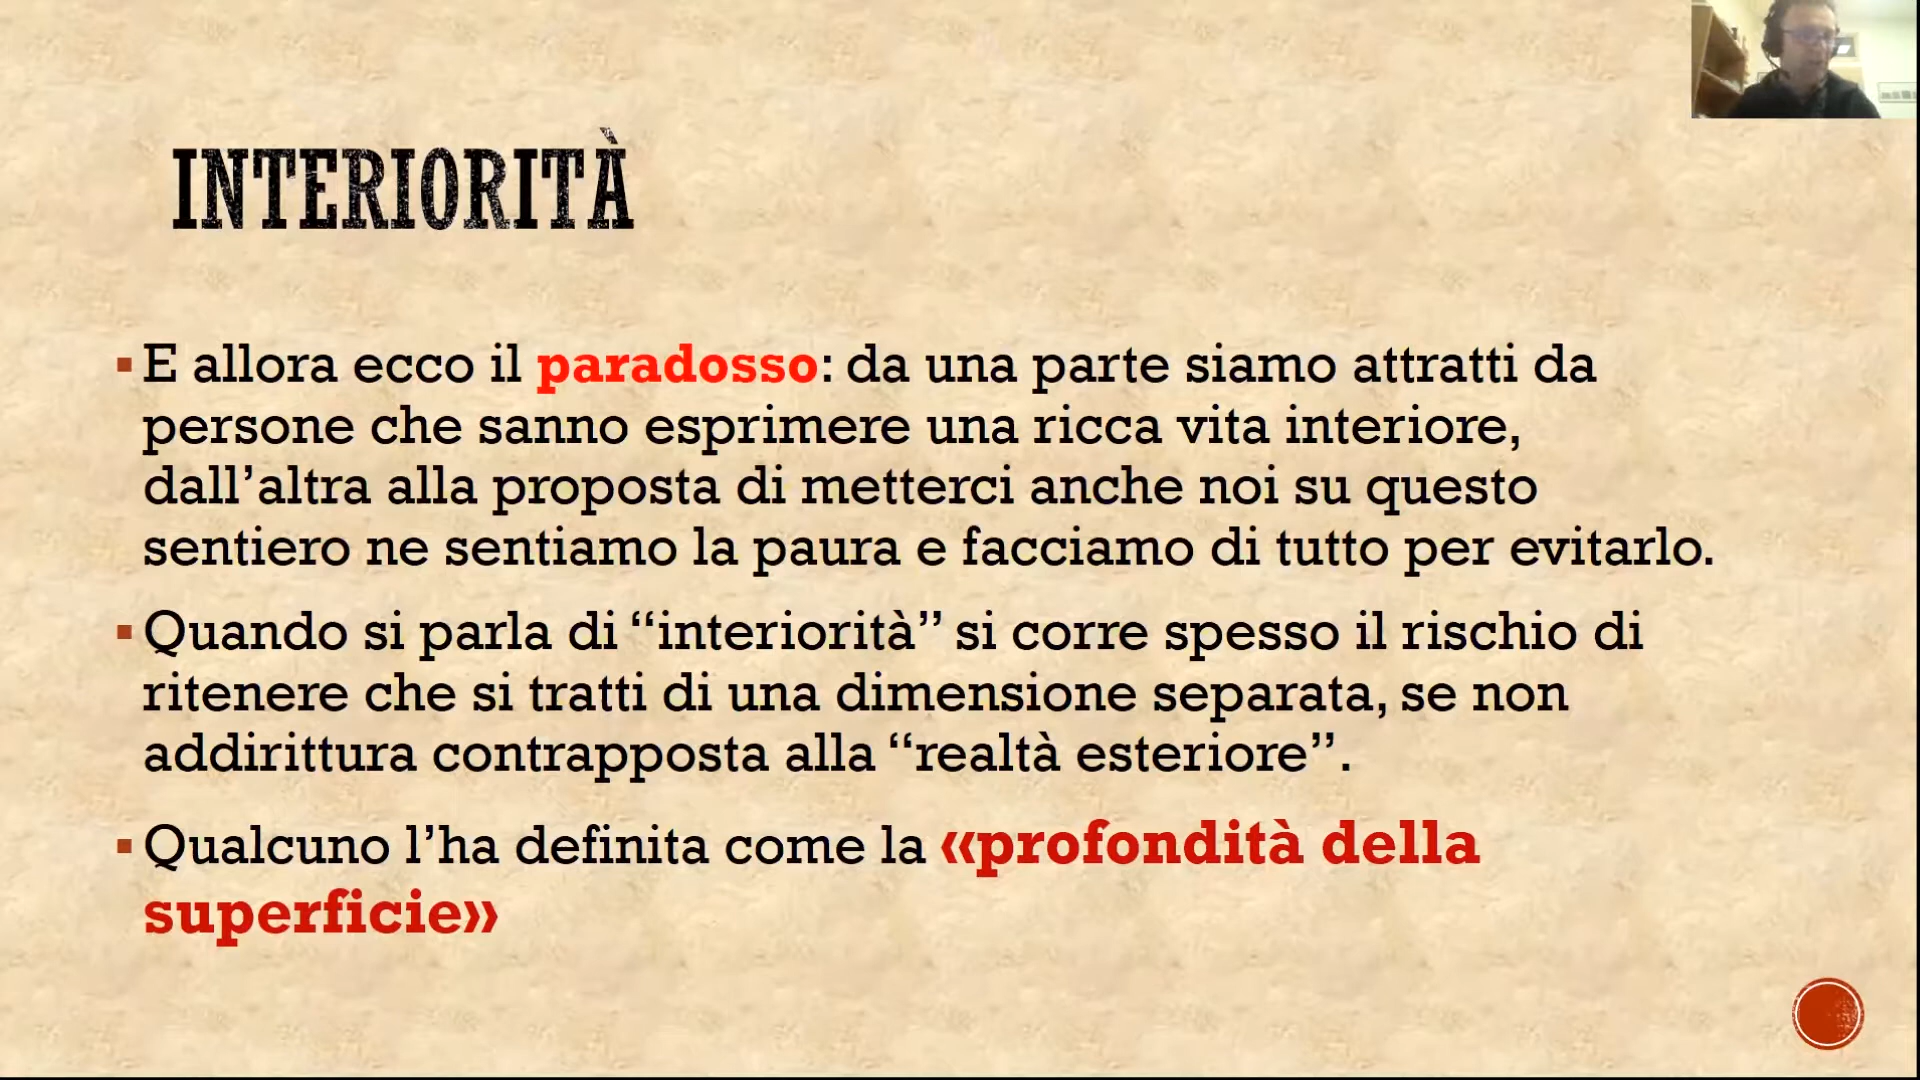 INTERIORITÀ
▪ E allora ecco il paradosso: da una parte siamo attratti da
persone che sanno esprimere una ricca vita interiore,
dall’altra alla proposta di metterci anche noi su questo
sentiero ne sentiamo la paura e facciamo di tutto per evitarlo.
▪ Quando si parla di “interiorità” si corre spesso il rischio di
ritenere che si tratti di una dimensione separata, se non
addirittura contrapposta alla “realtà esteriore”.
▪ Qualcuno l’ha definita come la «profondità della
superficie»